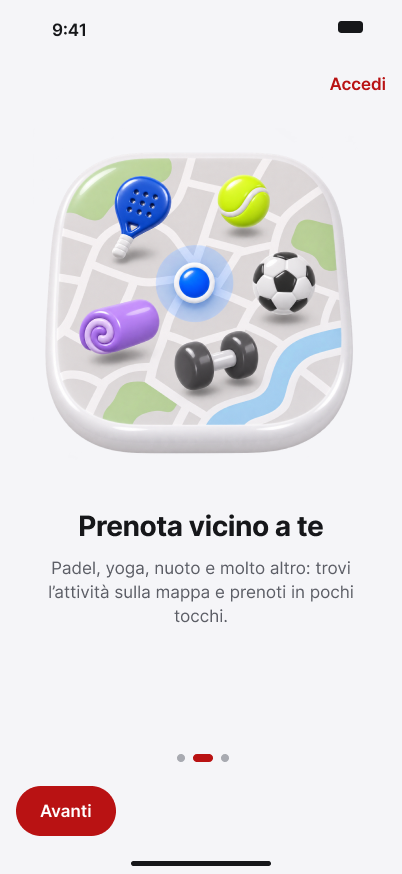 9:41
Accedi
Prenota vicino a te
Padel, yoga, nuoto e molto altro: trovi
l’attività sulla mappa e prenoti in pochi
tocchi.
Avanti